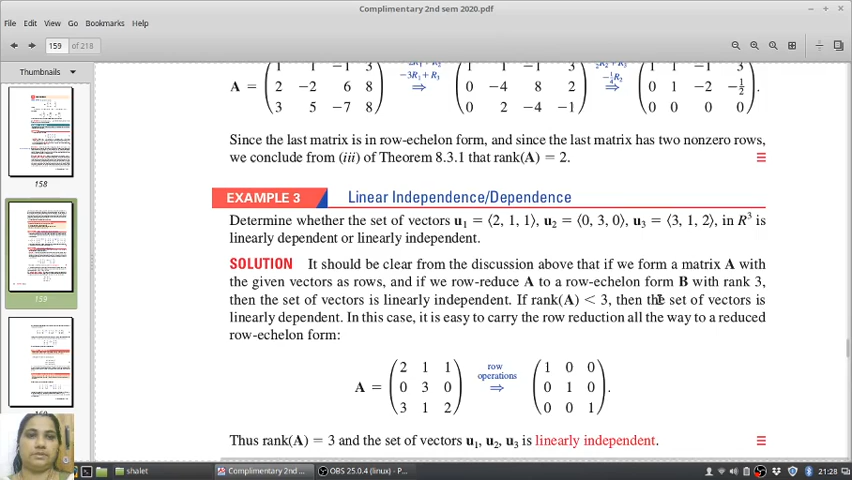 Complimentary 2nd sem 2020.pdf
File Edit View Go Bookmarks Help
159 of 218
Thumbnails
158
159
A = ( 1 1 −1 3
2 −2 6 8
3 5 −7 8 )
−3R₁ + R₃
⇒
( 1 1 −1 3
0 −4 8 2
0 2 −4 −1 )
−¼R₂
⇒
( 1 1 −1 3
0 1 −2 −½
0 0 0 0 ).
Since the last matrix is in row-echelon form, and since the last matrix has two nonzero rows,
we conclude from (iii) of Theorem 8.3.1 that rank(A) = 2.
EXAMPLE 3 Linear Independence/Dependence
Determine whether the set of vectors u₁ = ⟨2, 1, 1⟩, u₂ = ⟨0, 3, 0⟩, u₃ = ⟨3, 1, 2⟩, in R³ is
linearly dependent or linearly independent.
SOLUTION It should be clear from the discussion above that if we form a matrix A with
the given vectors as rows, and if we row-reduce A to a row-echelon form B with rank 3,
then the set of vectors is linearly independent. If rank(A) < 3, then the set of vectors is
linearly dependent. In this case, it is easy to carry the row reduction all the way to a reduced
row-echelon form:
A = ( 2 1 1
0 3 0
3 1 2 )
row
operations
⇒
( 1 0 0
0 1 0
0 0 1 ).
Thus rank(A) = 3 and the set of vectors u₁, u₂, u₃ is linearly independent.
shalet
Complimentary 2nd ...
OBS 25.0.4 (linux) - P...
21:28